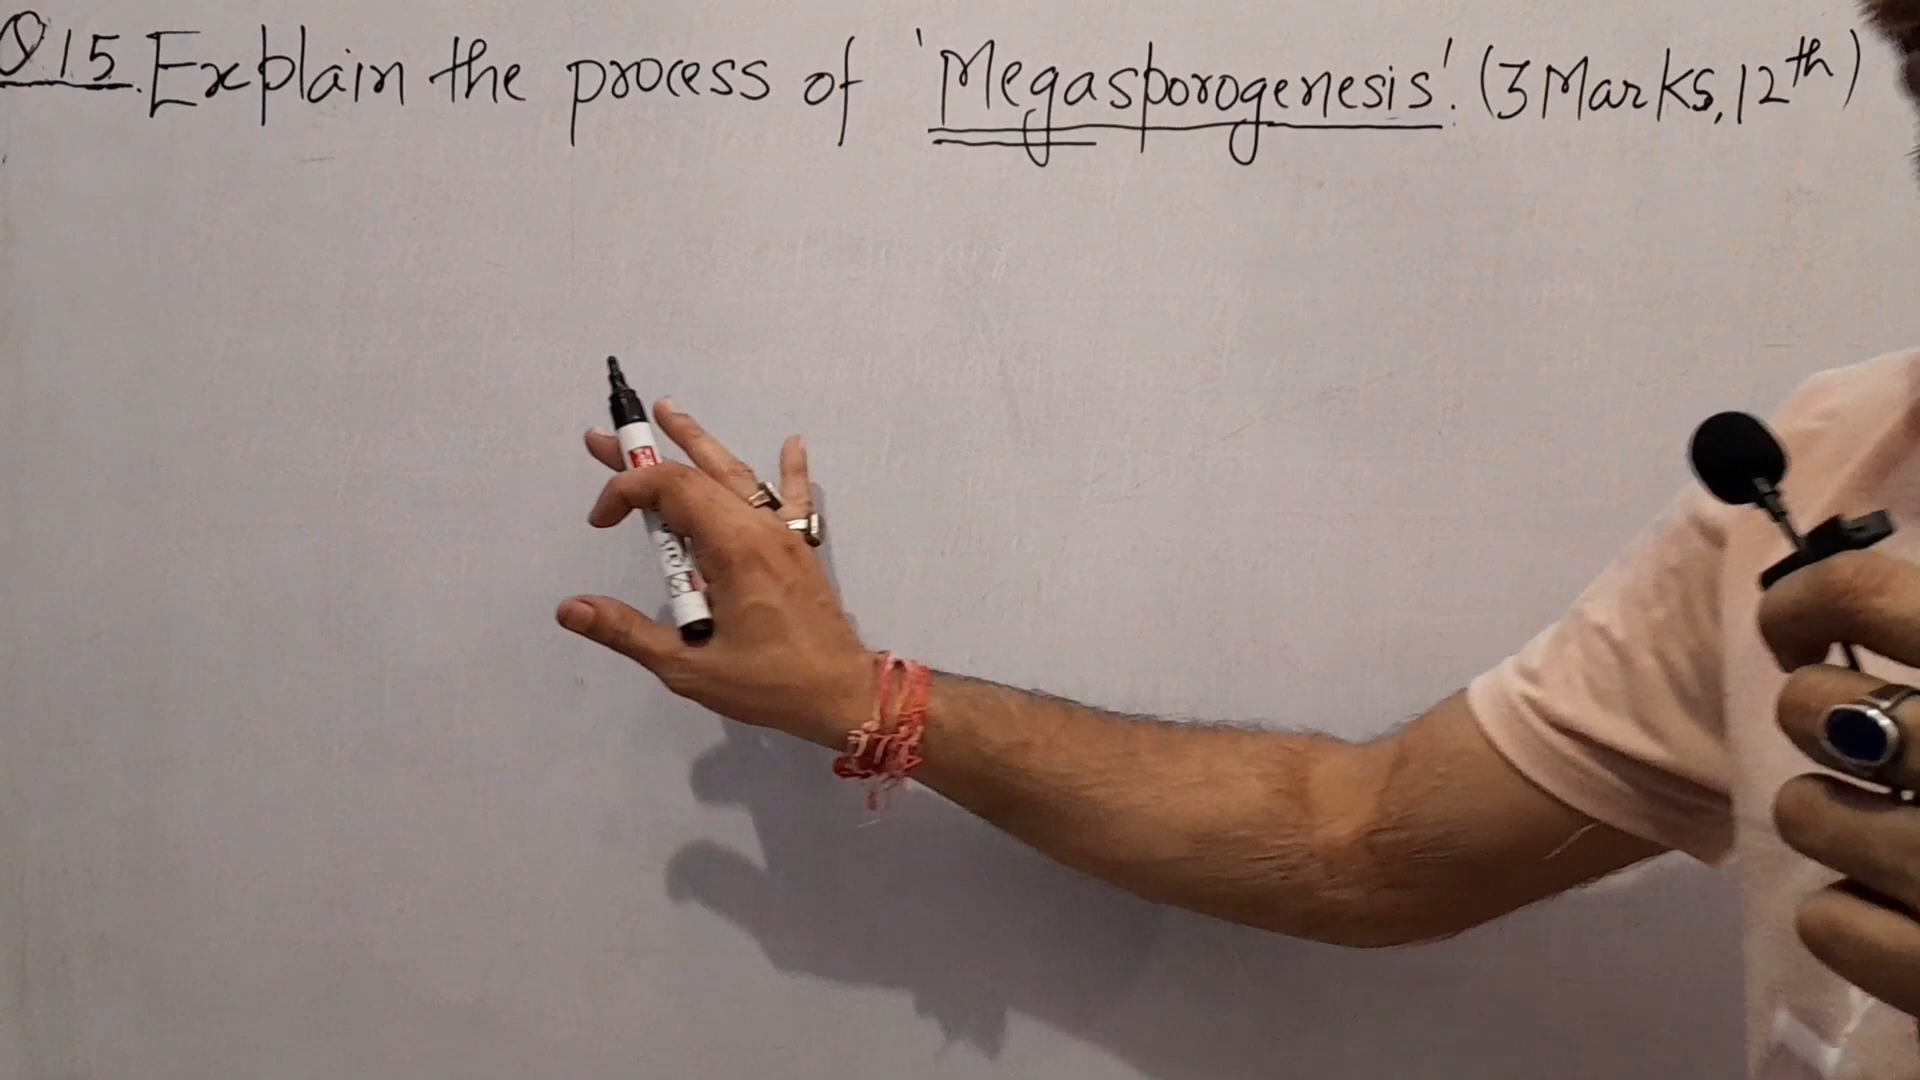 Q15. Explain the process of 'Megasporogenesis'. (3 Marks, 12th)